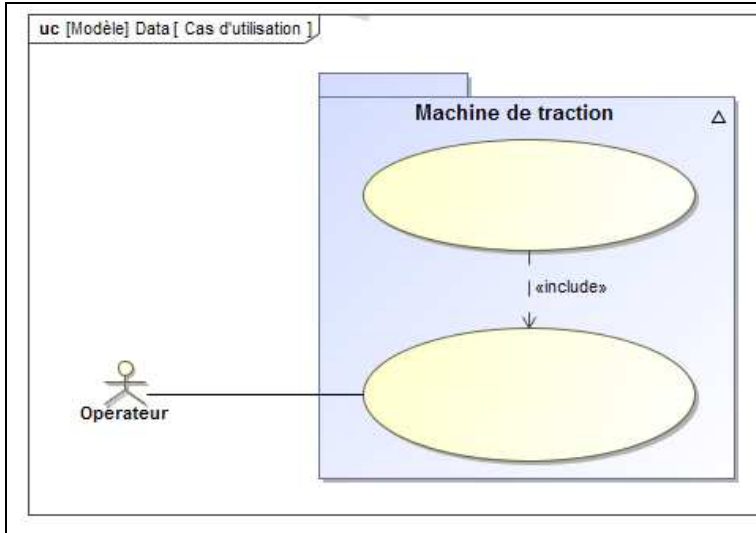 uc [Modèle] Data [ Cas d'utilisation ]
Machine de traction
«include»
Opérateur